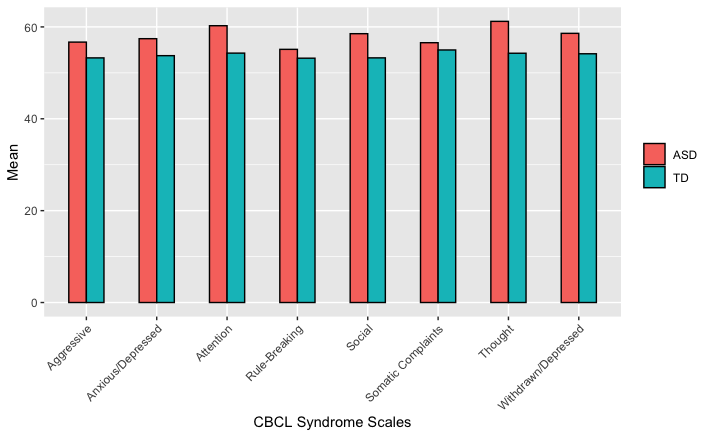 60
40
20
0
Mean
Aggressive
Anxious/Depressed
Attention
Rule-Breaking
Social
Somatic Complaints
Thought
Withdrawn/Depressed
CBCL Syndrome Scales
ASD
TD